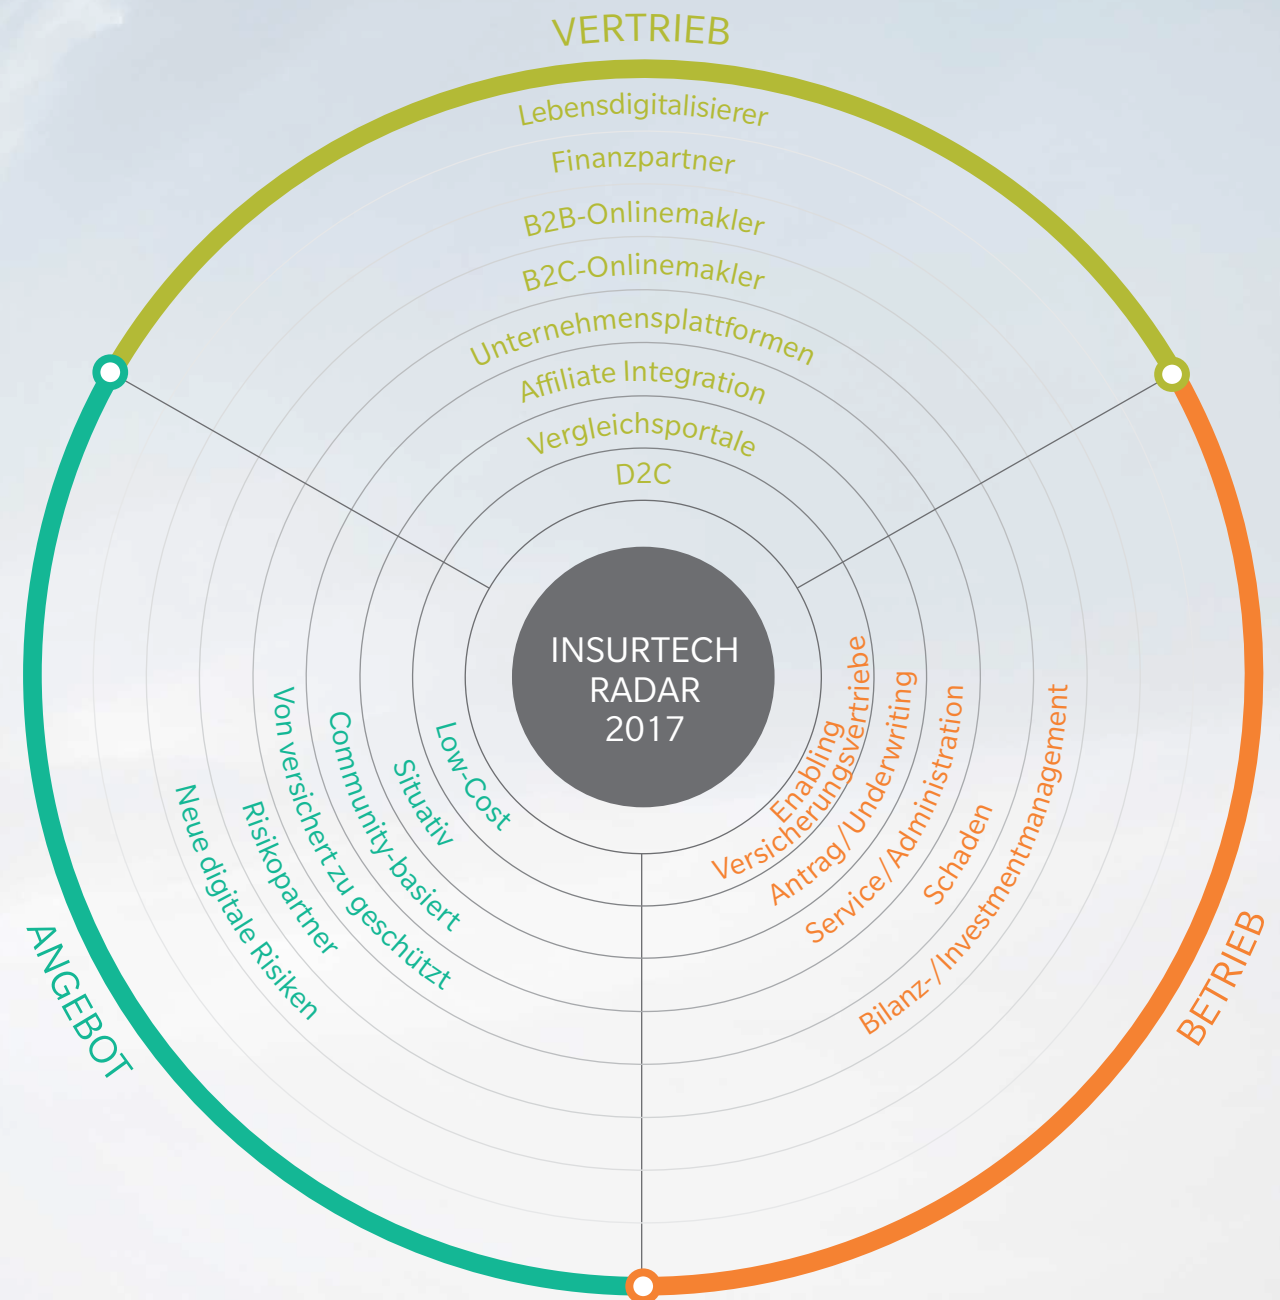 VERTRIEB
Lebensdigitalisierer
Finanzpartner
B2B-Onlinemakler
B2C-Onlinemakler
Unternehmensplattformen
Affiliate Integration
Vergleichsportale
D2C
INSURTECH
RADAR
2017
Enabling
Versicherungsvertriebe
Antrag/Underwriting
Service/Administration
Schaden
Bilanz-/Investmentmanagement
BETRIEB
Low-Cost
Situativ
Community-basiert
Von versichert zu geschützt
Risikopartner
Neue digitale Risiken
ANGEBOT